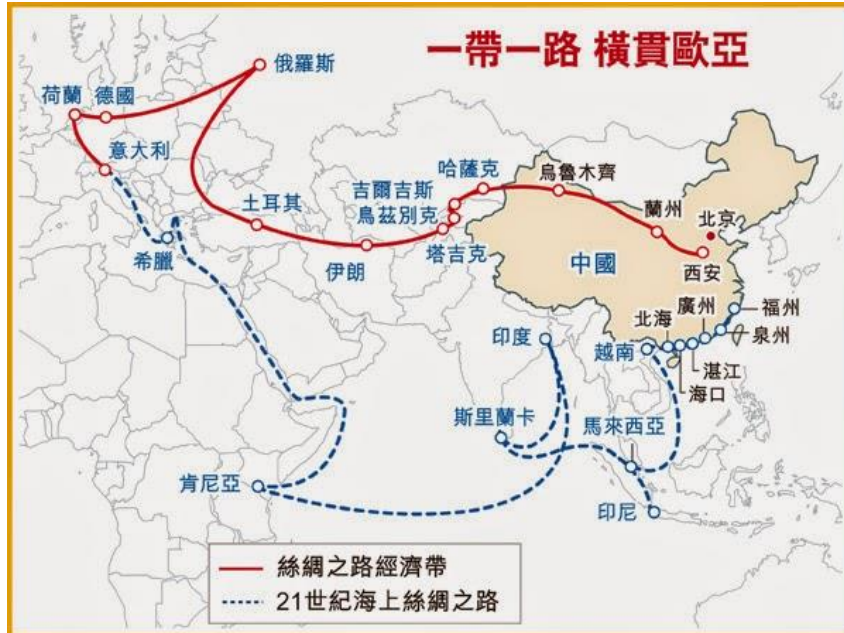 一帶一路 橫貫歐亞
俄羅斯
荷蘭
德國
意大利
哈薩克
烏魯木齊
吉爾吉斯
土耳其
烏茲別克
蘭州
北京
希臘
伊朗
塔吉克
中國
西安
廣州
福州
北海
印度
越南
泉州
湛江
海口
斯里蘭卡
馬來西亞
肯尼亞
印尼
絲綢之路經濟帶
21世紀海上絲綢之路